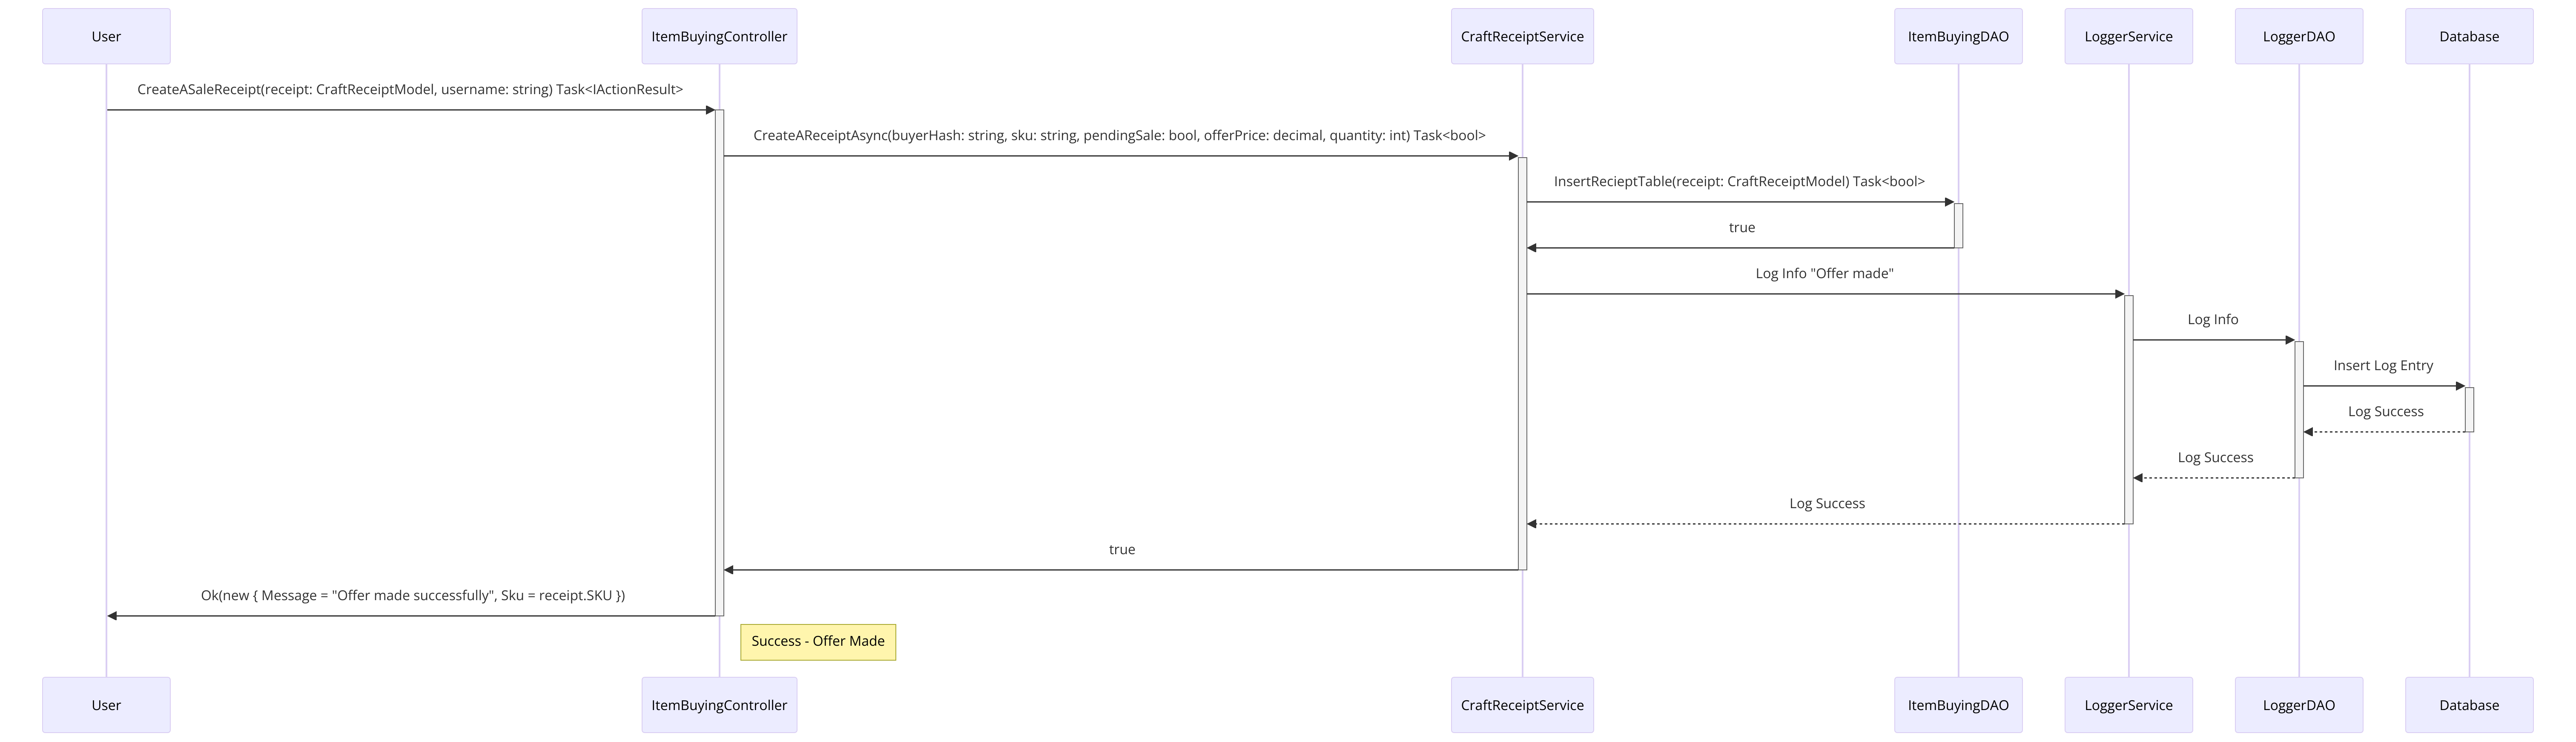 User
ItemBuyingController
CraftReceiptService
ItemBuyingDAO
LoggerService
LoggerDAO
Database
CreateASaleReceipt(receipt: CraftReceiptModel, username: string) Task<IActionResult>
CreateAReceiptAsync(buyerHash: string, sku: string, pendingSale: bool, offerPrice: decimal, quantity: int) Task<bool>
InsertRecieptTable(receipt: CraftReceiptModel) Task<bool>
true
Log Info "Offer made"
Log Info
Insert Log Entry
Log Success
Log Success
Log Success
true
Ok(new { Message = "Offer made successfully", Sku = receipt.SKU })
Success - Offer Made
User
ItemBuyingController
CraftReceiptService
ItemBuyingDAO
LoggerService
LoggerDAO
Database